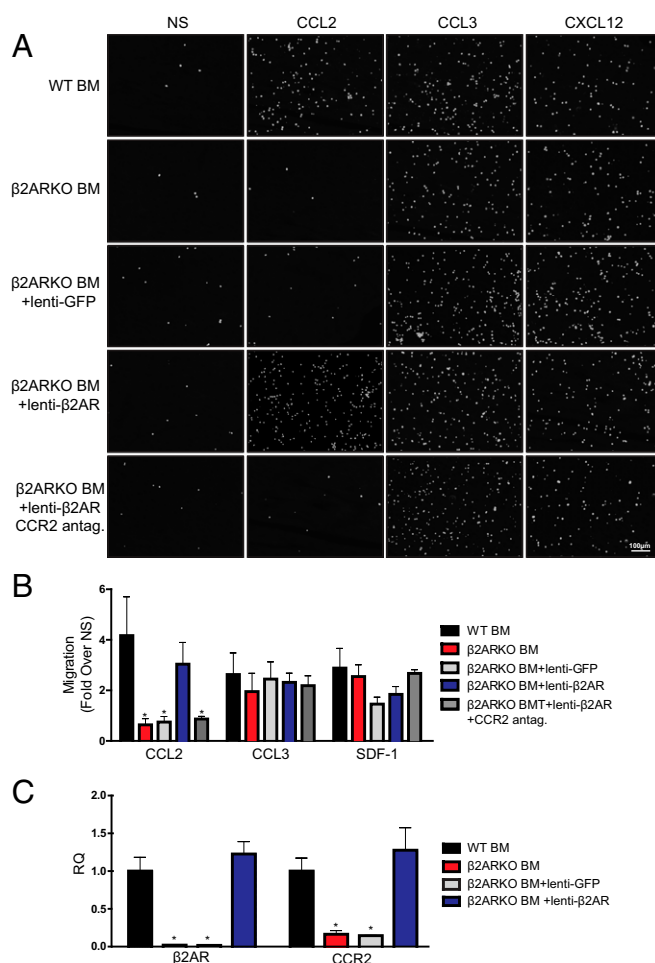 A
NS CCL2 CCL3 CXCL12
WT BM
β2ARKO BM
β2ARKO BM
+lenti-GFP
β2ARKO BM
+lenti-β2AR
β2ARKO BM
+lenti-β2AR
CCR2 antag.
100μm
B
Migration
(Fold Over NS)
6
4
2
0
CCL2 CCL3 SDF-1
* * *
WT BM
β2ARKO BM
β2ARKO BM+lenti-GFP
β2ARKO BM+lenti-β2AR
β2ARKO BMT+lenti-β2AR
+CCR2 antag.
C
RQ
2.0
1.5
1.0
0.5
0.0
* * * *
β2AR CCR2
WT BM
β2ARKO BM
β2ARKO BM+lenti-GFP
β2ARKO BM +lenti-β2AR